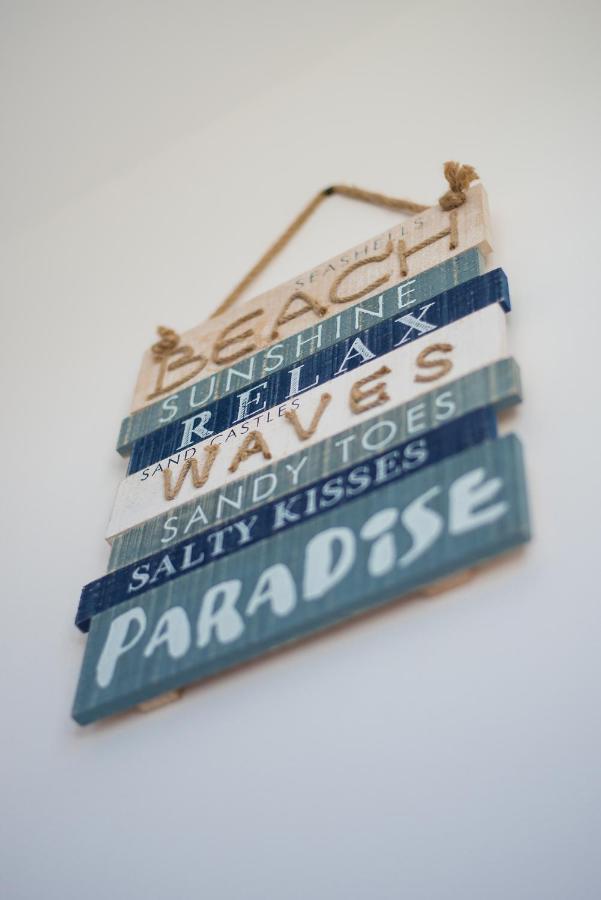 SEASHELLS
BEACH
SUNSHINE
RELAX
SAND CASTLES
WAVES
SANDY TOES
SALTY KISSES
PARADiSE